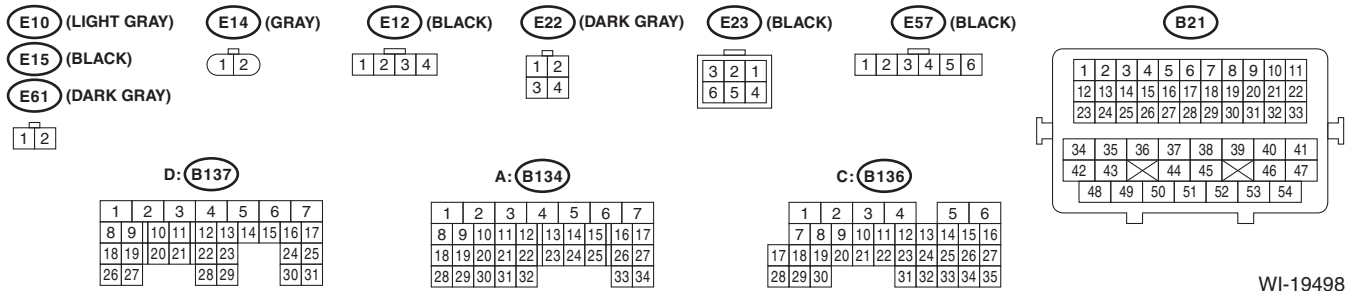 E10 (LIGHT GRAY) E14 (GRAY) E12 (BLACK) E22 (DARK GRAY) E23 (BLACK) E57 (BLACK) B21
E15 (BLACK)
E61 (DARK GRAY)
1 2
1 2
1 2 3 4
1 2
3 4
3 2 1
6 5 4
1 2 3 4 5 6
1 2 3 4 5 6 7 8 9 10 11
12 13 14 15 16 17 18 19 20 21 22
23 24 25 26 27 28 29 30 31 32 33
34 35 36 37 38 39 40 41
42 43 44 45 46 47
48 49 50 51 52 53 54
D: B137
1 2 3 4 5 6 7
8 9 10 11 12 13 14 15 16 17
18 19 20 21 22 23 24 25
26 27 28 29 30 31
A: B134
1 2 3 4 5 6 7
8 9 10 11 12 13 14 15 16 17
18 19 20 21 22 23 24 25 26 27
28 29 30 31 32 33 34
C: B136
1 2 3 4 5 6
7 8 9 10 11 12 13 14 15 16
17 18 19 20 21 22 23 24 25 26 27
28 29 30 31 32 33 34 35
WI-19498